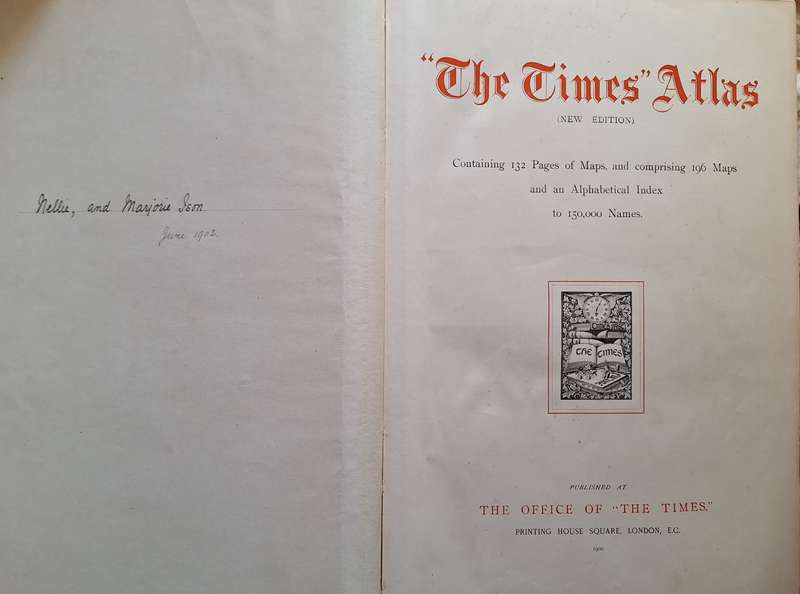 Nellie, and Marjorie Ison.
June 1902.
"The Times" Atlas
(NEW EDITION)
Containing 132 Pages of Maps, and comprising 196 Maps
and an Alphabetical Index
to 150,000 Names.
THE TIMES
PUBLISHED AT
THE OFFICE OF "THE TIMES,"
PRINTING HOUSE SQUARE, LONDON, E.C.
1900